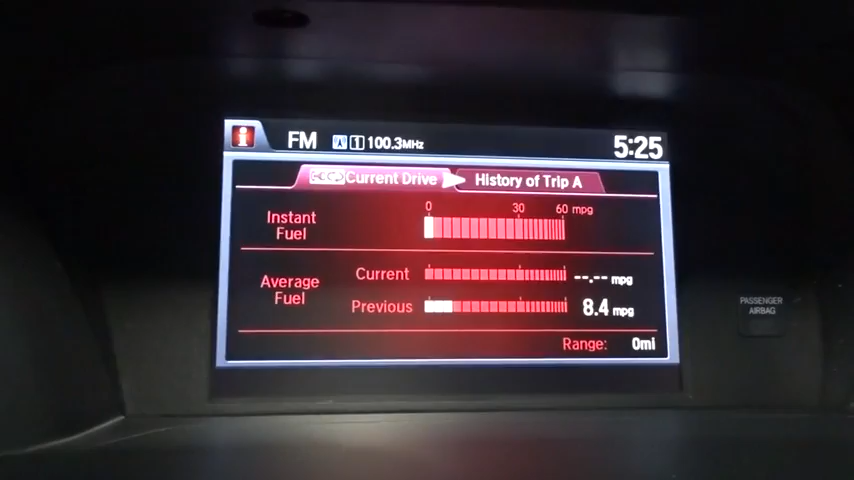 i FM 1 100.3MHz 5:25
Current Drive History of Trip A
0 30 60 mpg
Instant Fuel
Average Fuel
Current --.-- mpg
Previous 8.4 mpg
Range: 0mi
PASSENGER
AIRBAG